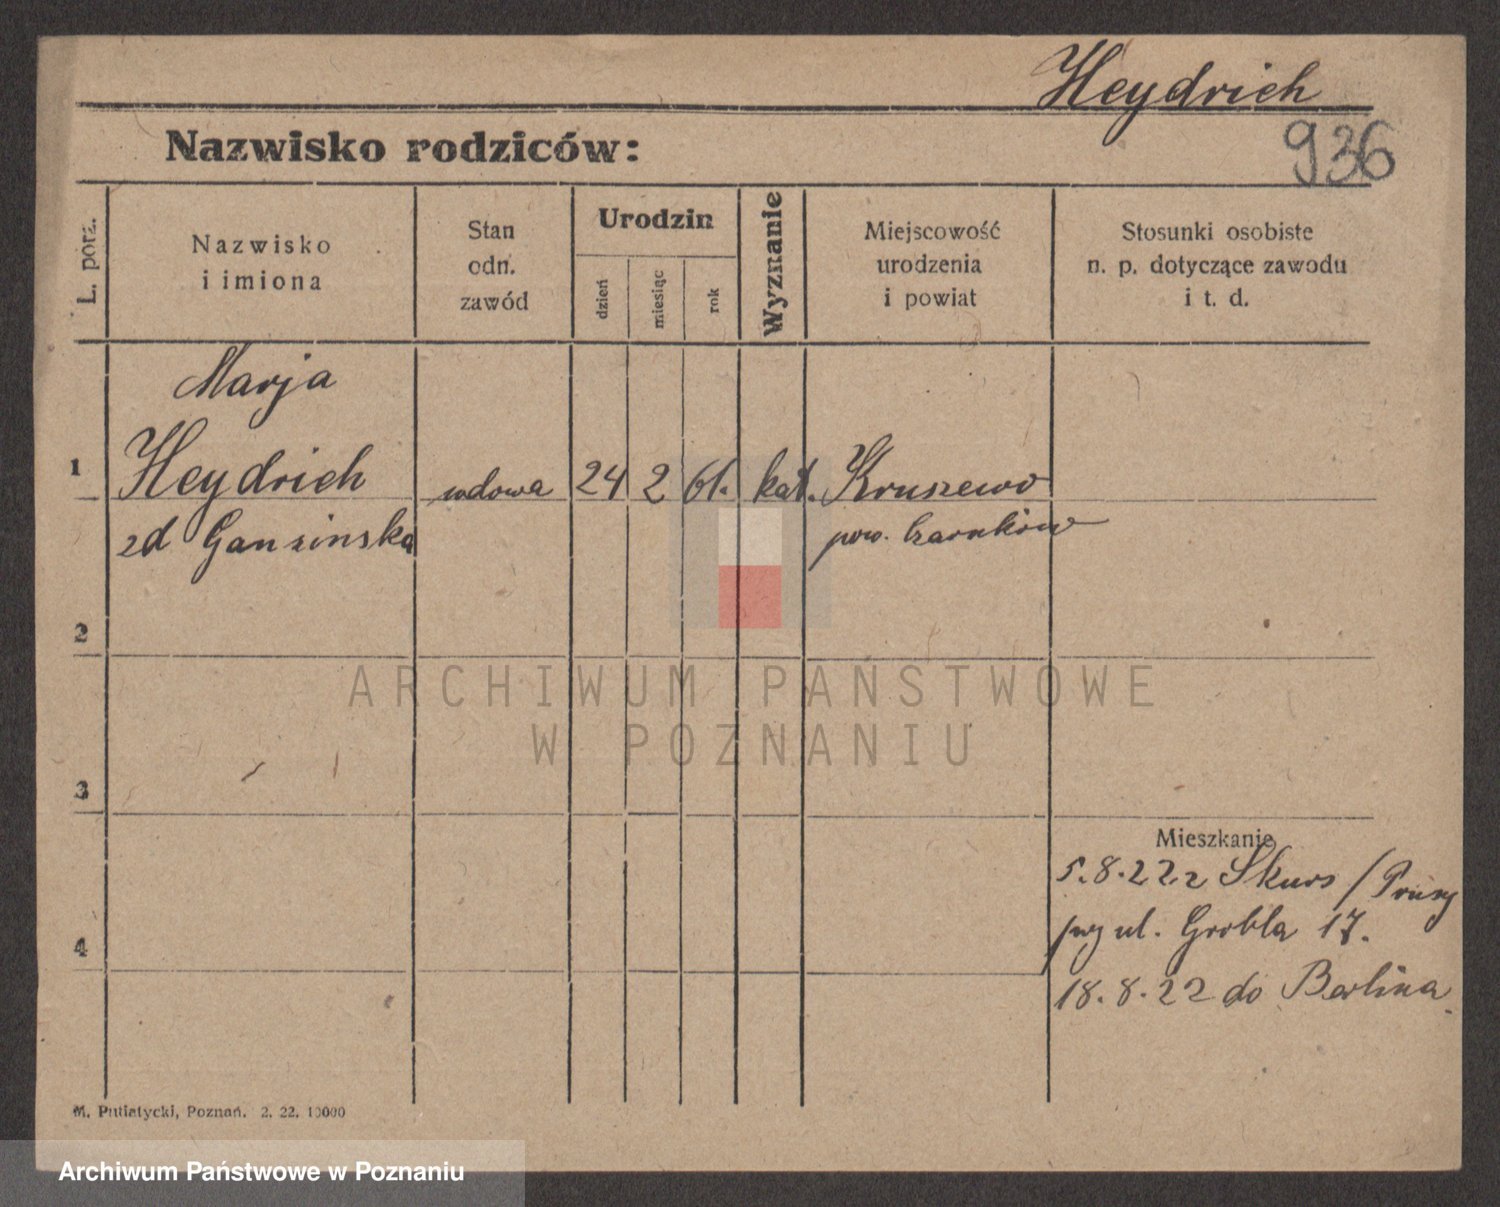 Heydrich
936
Nazwisko rodziców:
L. porz.
Nazwisko
i imiona
Stan
odn.
zawód
Urodzin
dzień
miesiąc
rok
Wyznanie
Miejscowość
urodzenia
i powiat
Stosunki osobiste
n. p. dotyczące zawodu
i t. d.
Marja
1 Heydrich wdowa 24 2 61. kat. Kruszewo
zd Ganzinska pow. Czarnków
2
3
4
Mieszkanie
5.8.22 z Skurs /Prusy
przy ul. Grobla 17.
18.8.22 do Berlina.
M. Putiatycki, Poznań. 2. 22. 10000
ARCHIWUM PAŃSTWOWE
W POZNANIU
Archiwum Państwowe w Poznaniu